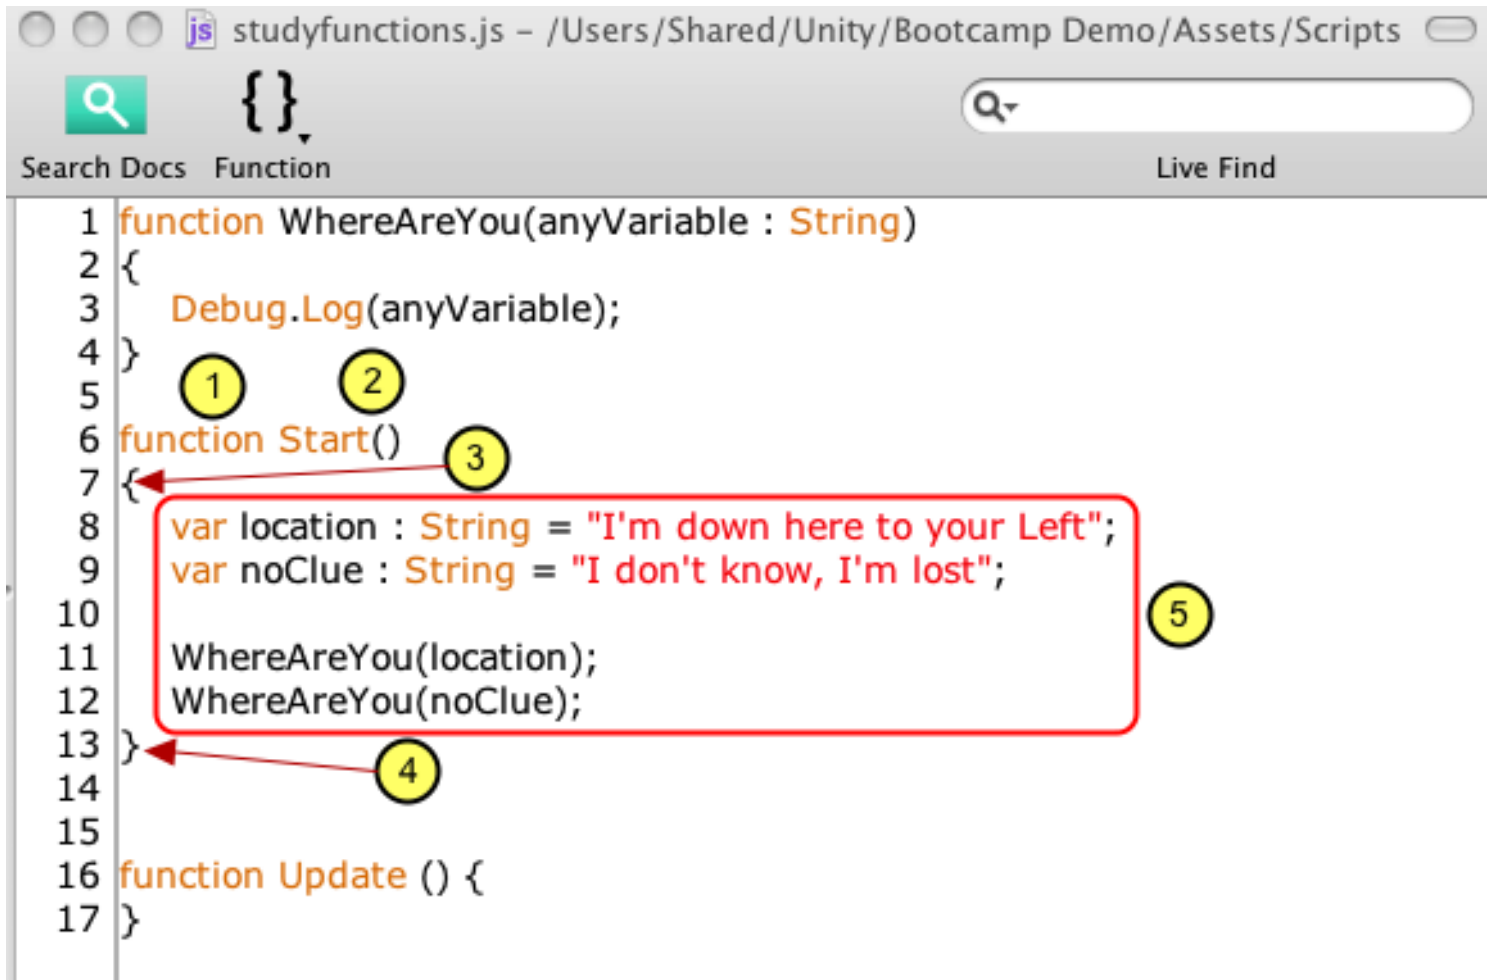 studyfunctions.js – /Users/Shared/Unity/Bootcamp Demo/Assets/Scripts
{}
Search Docs Function Live Find
1 function WhereAreYou(anyVariable : String)
2 {
3 Debug.Log(anyVariable);
4 }
1 2
5
6 function Start()
3
7 {
8 var location : String = "I'm down here to your Left";
9 var noClue : String = "I don't know, I'm lost";
10
5
11 WhereAreYou(location);
12 WhereAreYou(noClue);
13 }
4
14
15
16 function Update () {
17 }